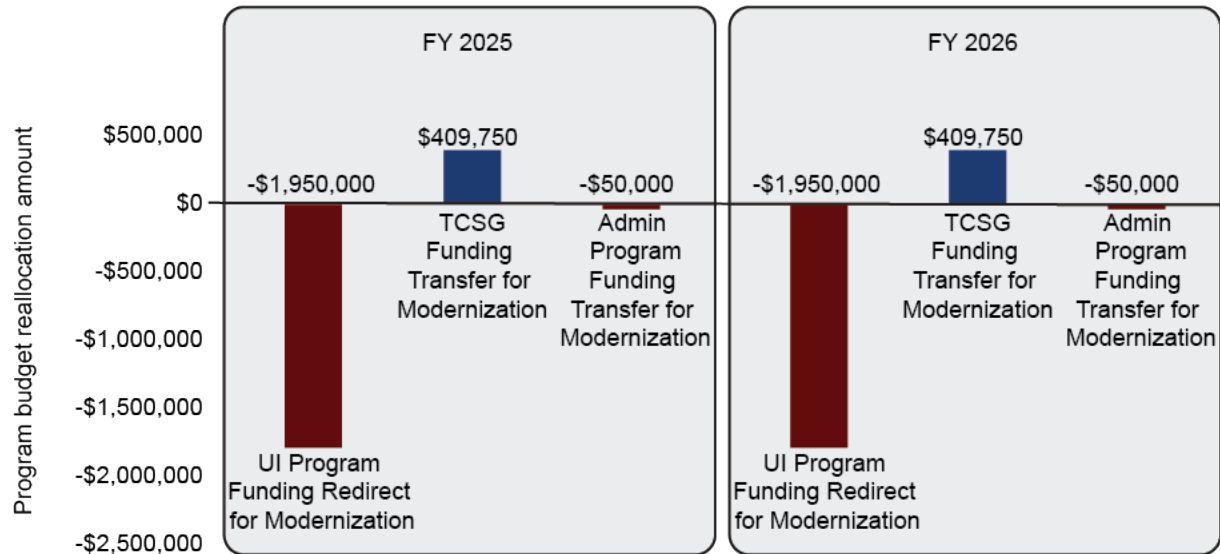 Program budget reallocation amount
$500,000
$0
-$500,000
-$1,000,000
-$1,500,000
-$2,000,000
-$2,500,000
FY 2025
-$1,950,000
$409,750
-$50,000
UI Program
Funding Redirect
for Modernization
TCSG
Funding
Transfer for
Modernization
Admin
Program
Funding
Transfer for
Modernization
FY 2026
-$1,950,000
$409,750
-$50,000
UI Program
Funding Redirect
for Modernization
TCSG
Funding
Transfer for
Modernization
Admin
Program
Funding
Transfer for
Modernization